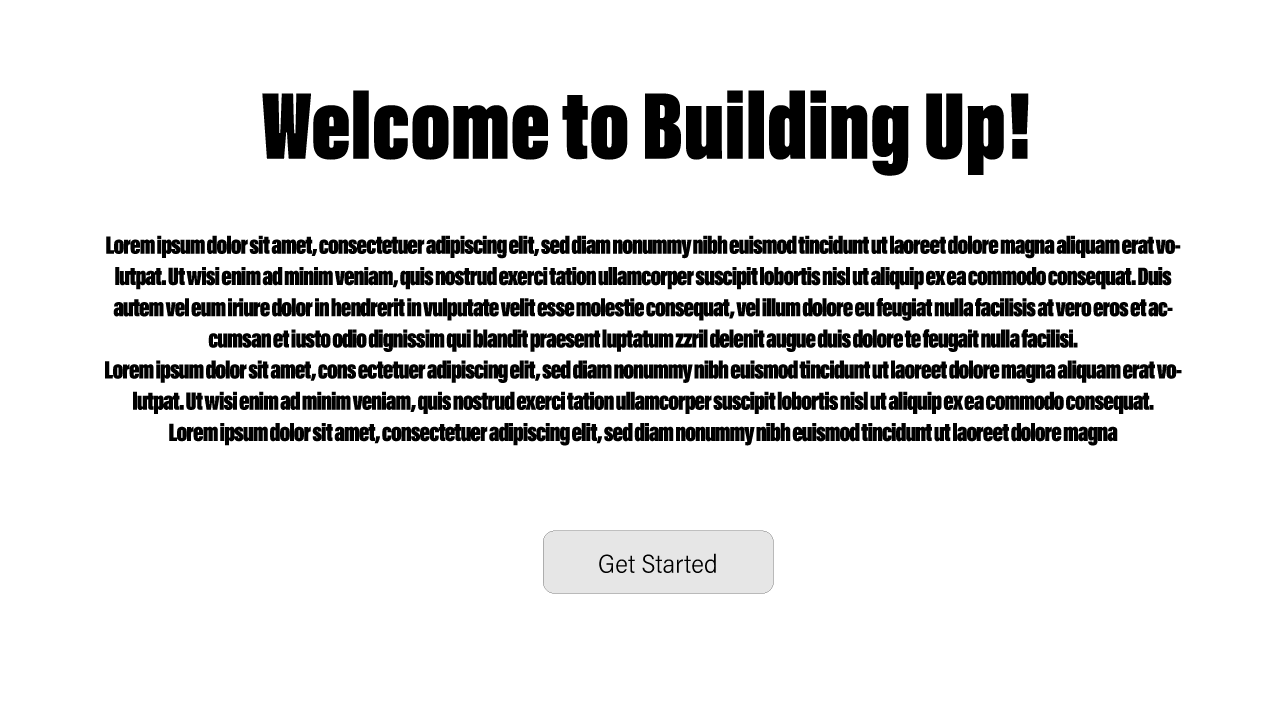 Welcome to Building Up!
Lorem ipsum dolor sit amet, consectetuer adipiscing elit, sed diam nonummy nibh euismod tincidunt ut laoreet dolore magna aliquam erat vo-
lutpat. Ut wisi enim ad minim veniam, quis nostrud exerci tation ullamcorper suscipit lobortis nisl ut aliquip ex ea commodo consequat. Duis
autem vel eum iriure dolor in hendrerit in vulputate velit esse molestie consequat, vel illum dolore eu feugiat nulla facilisis at vero eros et ac-
cumsan et iusto odio dignissim qui blandit praesent luptatum zzril delenit augue duis dolore te feugait nulla facilisi.
Lorem ipsum dolor sit amet, cons ectetuer adipiscing elit, sed diam nonummy nibh euismod tincidunt ut laoreet dolore magna aliquam erat vo-
lutpat. Ut wisi enim ad minim veniam, quis nostrud exerci tation ullamcorper suscipit lobortis nisl ut aliquip ex ea commodo consequat.
Lorem ipsum dolor sit amet, consectetuer adipiscing elit, sed diam nonummy nibh euismod tincidunt ut laoreet dolore magna
Get Started